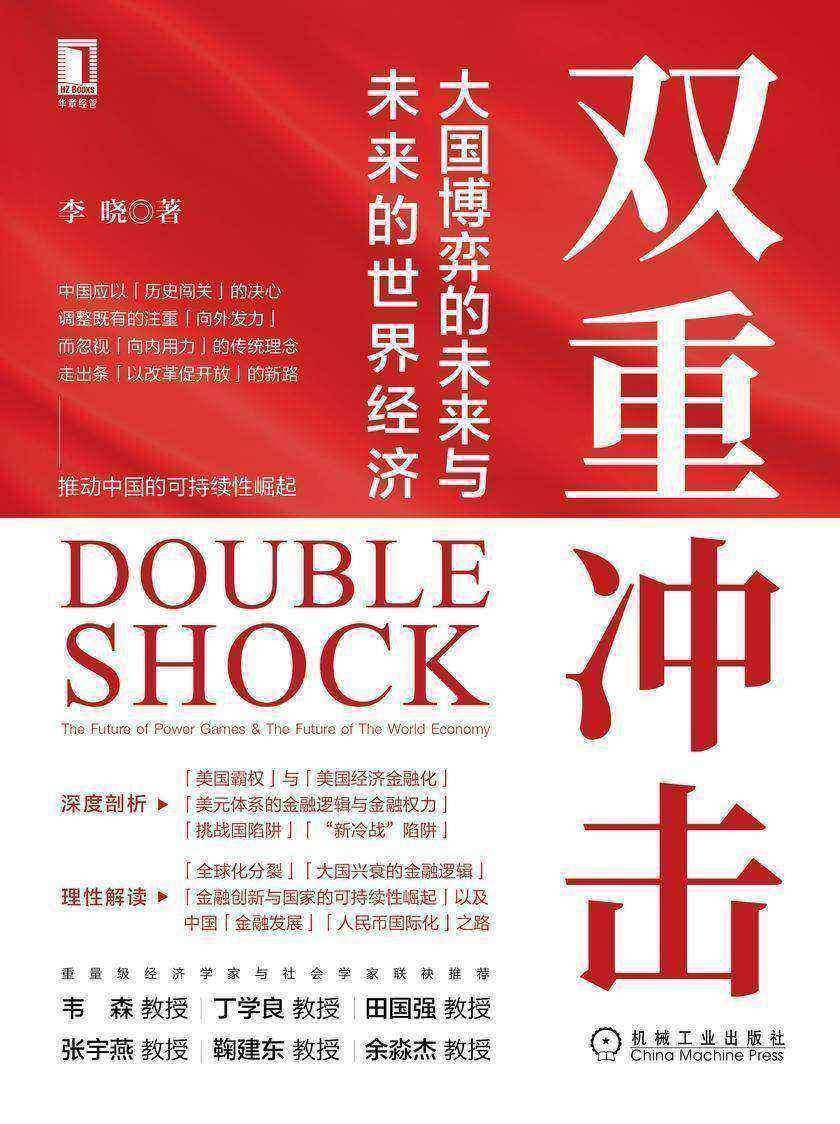 HZ BOOKS
华章经管
双重冲击
大国博弈的未来与
未来的世界经济
李 晓◎著
中国应以「历史闯关」的决心
调整既有的注重「向外发力」
而忽视「向内用力」的传统理念
走出条「以改革促开放」的新路
推动中国的可持续性崛起
DOUBLE
SHOCK
The Future of Power Games & The Future of The World Economy
深度剖析 ▶
「美国霸权」与「美国经济金融化」
「美元体系的金融逻辑与金融权力」
「挑战国陷阱」「“新冷战”陷阱」
理性解读 ▶
「全球化分裂」「大国兴衰的金融逻辑」
「金融创新与国家的可持续性崛起」以及
中国「金融发展」「人民币国际化」之路
重量级经济学家与社会学家联袂推荐
韦 森 教授｜丁学良 教授｜田国强 教授
张宇燕 教授｜鞠建东 教授｜余淼杰 教授
机械工业出版社
China Machine Press